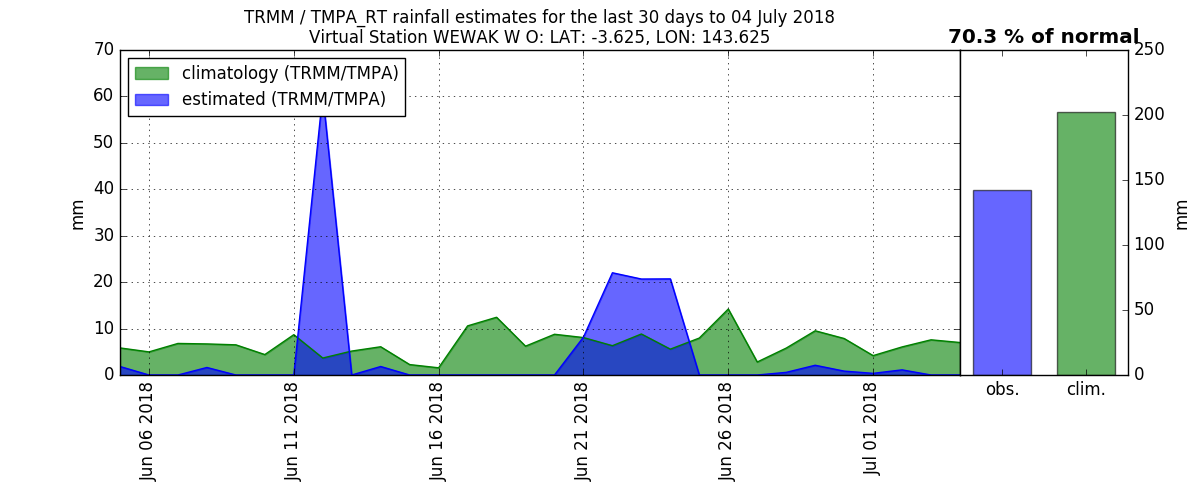 TRMM / TMPA_RT rainfall estimates for the last 30 days to 04 July 2018
Virtual Station WEWAK W O: LAT: -3.625, LON: 143.625
70.3 % of normal
climatology (TRMM/TMPA)
estimated (TRMM/TMPA)
70
60
50
40
30
20
10
0
mm
Jun 06 2018
Jun 11 2018
Jun 16 2018
Jun 21 2018
Jun 26 2018
Jul 01 2018
obs.
clim.
250
200
150
100
50
0
mm